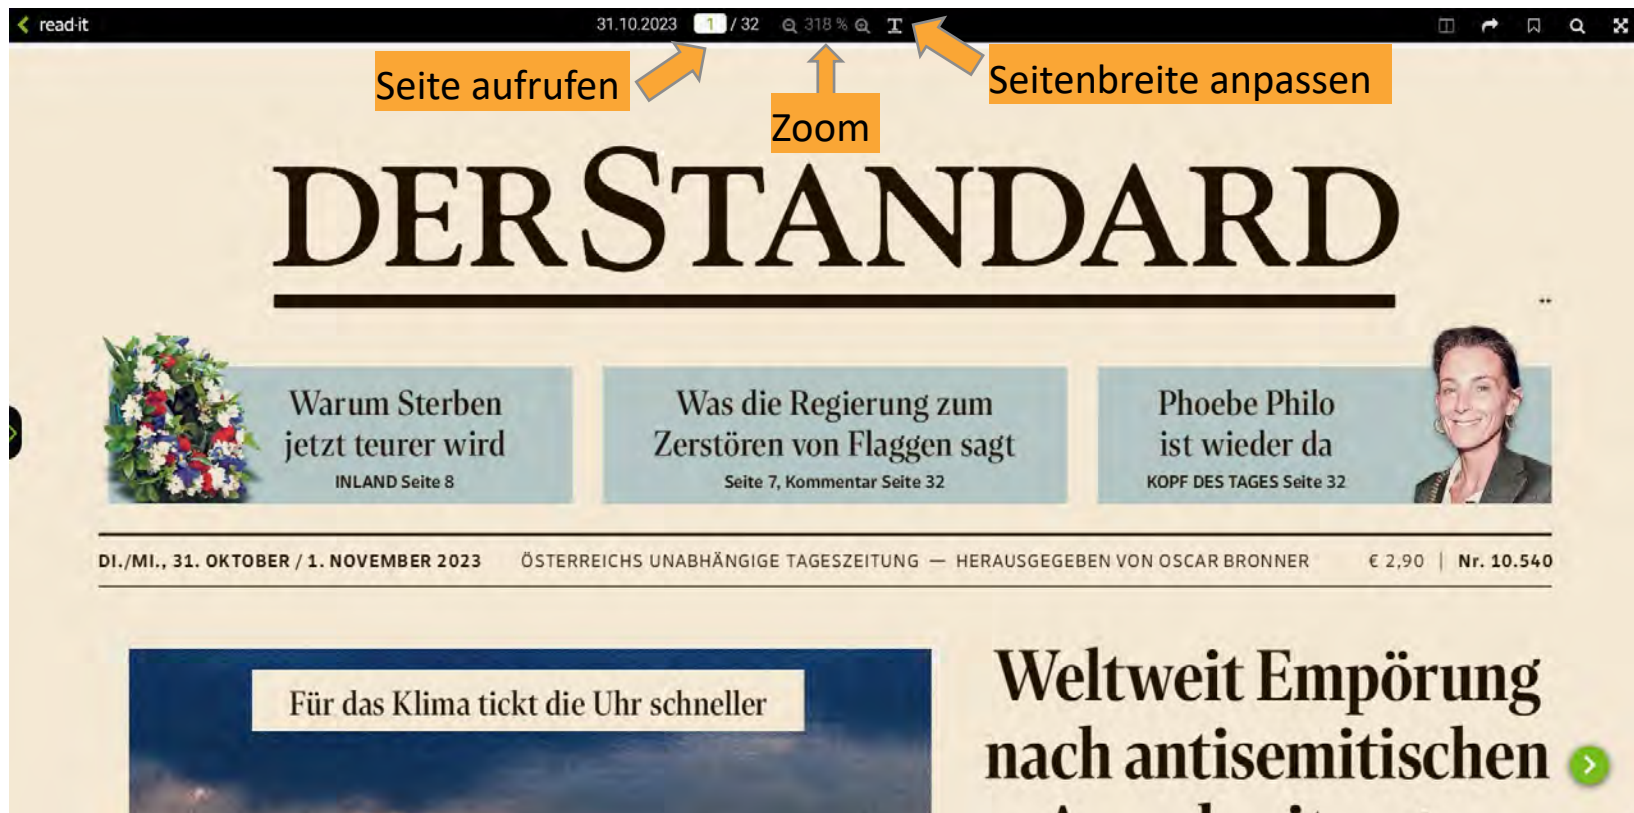 read-it
31.10.2023 1 / 32 318 % T
Seite aufrufen
Seitenbreite anpassen
Zoom
DERSTANDARD
Warum Sterben
jetzt teurer wird
INLAND Seite 8
Was die Regierung zum
Zerstören von Flaggen sagt
Seite 7, Kommentar Seite 32
Phoebe Philo
ist wieder da
KOPF DES TAGES Seite 32
DI./MI., 31. OKTOBER / 1. NOVEMBER 2023 ÖSTERREICHS UNABHÄNGIGE TAGESZEITUNG — HERAUSGEGEBEN VON OSCAR BRONNER € 2,90 | Nr. 10.540
Für das Klima tickt die Uhr schneller
Weltweit Empörung
nach antisemitischen